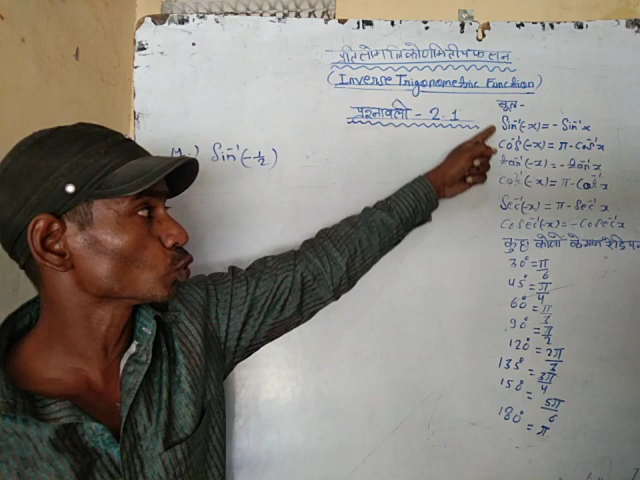 प्रतिलोम त्रिकोणमितीय फलन
(Inverse Trigonometric Function)
प्रश्नावली - 2.1
Sin⁻¹(-½)
सूत्र -
Sin⁻¹(-x) = - Sin⁻¹x
Cos⁻¹(-x) = π - Cos⁻¹x
tan⁻¹(-x) = - tan⁻¹x
Cot⁻¹(-x) = π - Cot⁻¹x
Sec⁻¹(-x) = π - Sec⁻¹x
Cosec⁻¹(-x) = - Cosec⁻¹x
कुछ कोणों के मान रेडियन
30° = π/6
45° = π/4
60° = π/3
90° = π/2
120° = 2π/3
135° = 3π/4
150° = 5π/6
180° = π